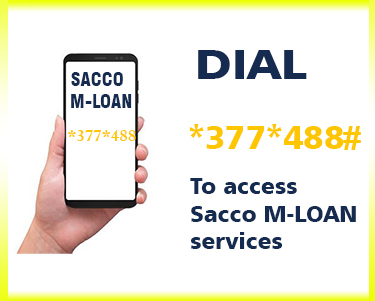 SACCO
M-LOAN
*377*488
DIAL
*377*488#
To access
Sacco M-LOAN
services